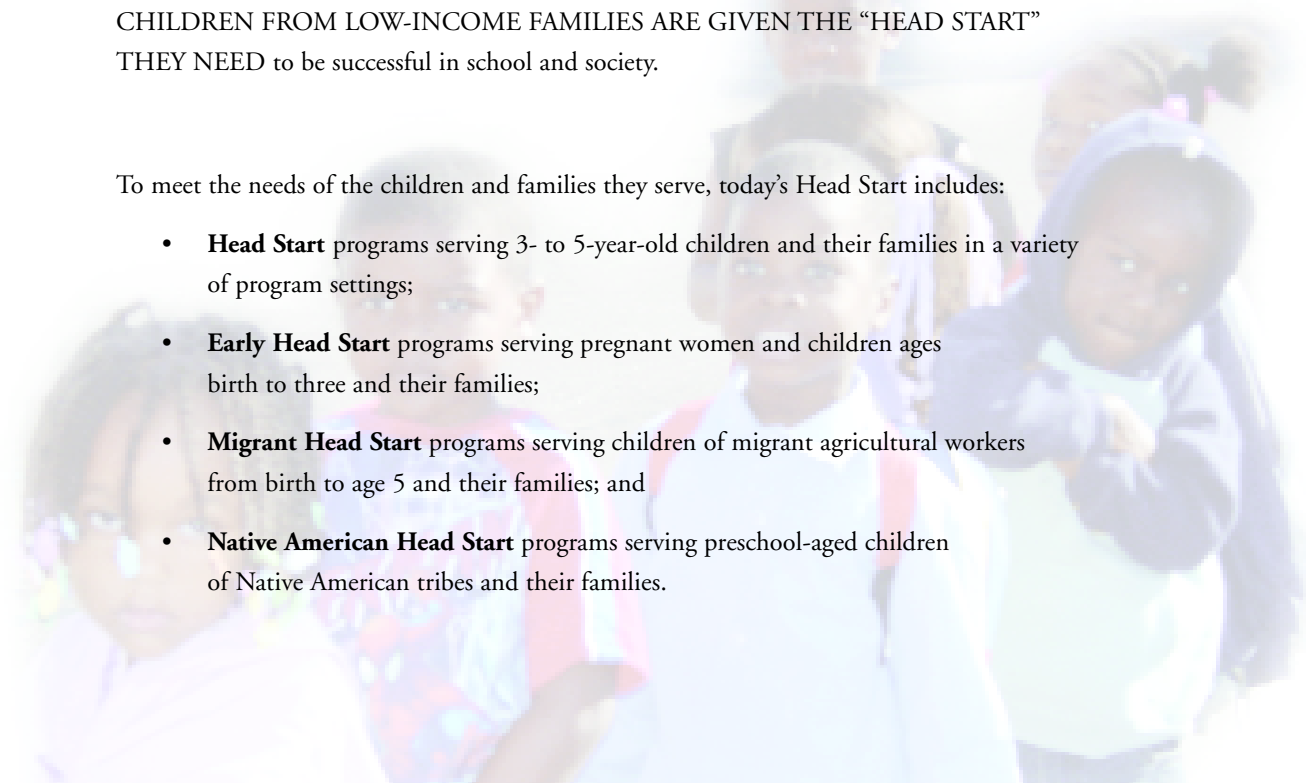 CHILDREN FROM LOW-INCOME FAMILIES ARE GIVEN THE “HEAD START”
THEY NEED to be successful in school and society.
To meet the needs of the children and families they serve, today’s Head Start includes:
• Head Start programs serving 3- to 5-year-old children and their families in a variety
of program settings;
• Early Head Start programs serving pregnant women and children ages
birth to three and their families;
• Migrant Head Start programs serving children of migrant agricultural workers
from birth to age 5 and their families; and
• Native American Head Start programs serving preschool-aged children
of Native American tribes and their families.